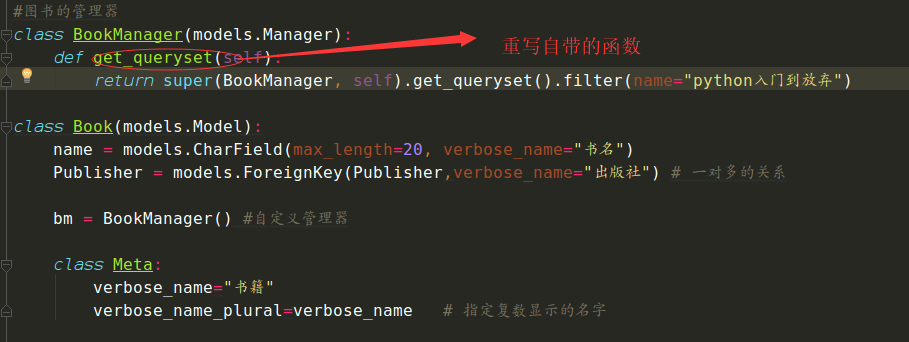 #图书的管理器
class BookManager(models.Manager):
def get_queryset(self): 重写自带的函数
return super(BookManager, self).get_queryset().filter(name="python入门到放弃")
class Book(models.Model):
name = models.CharField(max_length=20, verbose_name="书名")
Publisher = models.ForeignKey(Publisher,verbose_name="出版社") # 一对多的关系
bm = BookManager() #自定义管理器
class Meta:
verbose_name="书籍"
verbose_name_plural=verbose_name # 指定复数显示的名字